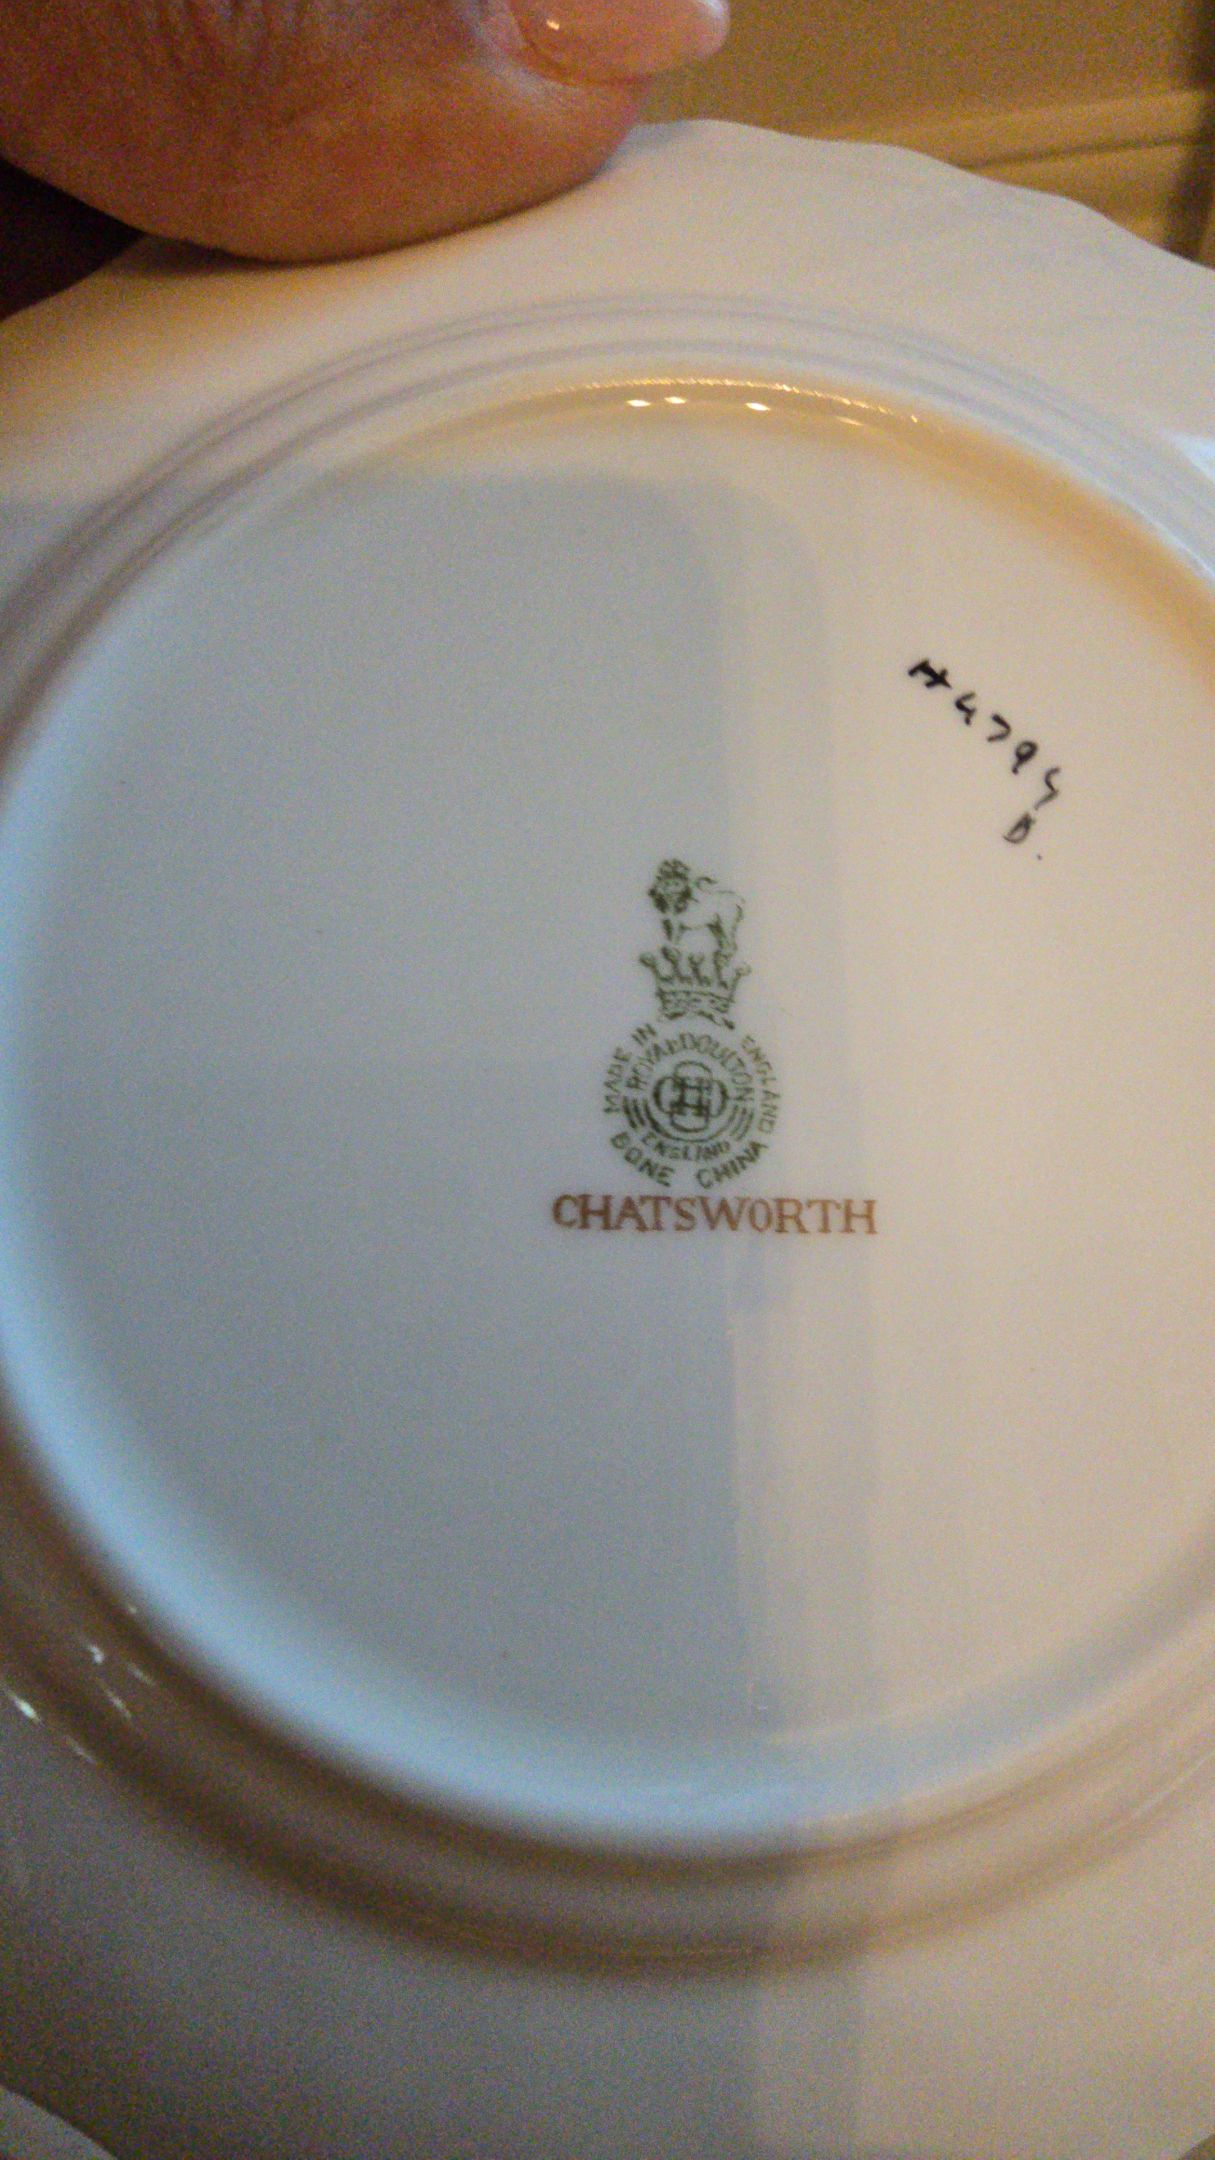 H4794
D.
MADE IN ENGLAND
ROYAL DOULTON
ENGLAND
BONE CHINA
CHATSWORTH